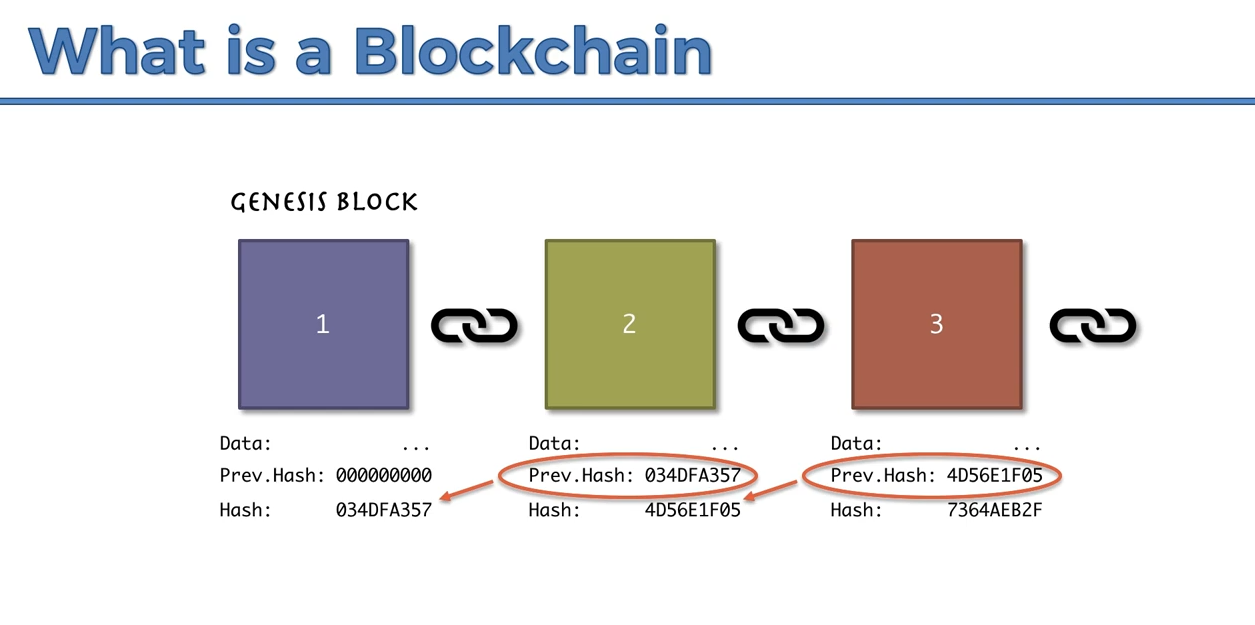 What is a Blockchain
GENESIS BLOCK
1
2
3
Data: ...
Prev.Hash: 000000000
Hash: 034DFA357
Data: ...
Prev.Hash: 034DFA357
Hash: 4D56E1F05
Data: ...
Prev.Hash: 4D56E1F05
Hash: 7364AEB2F